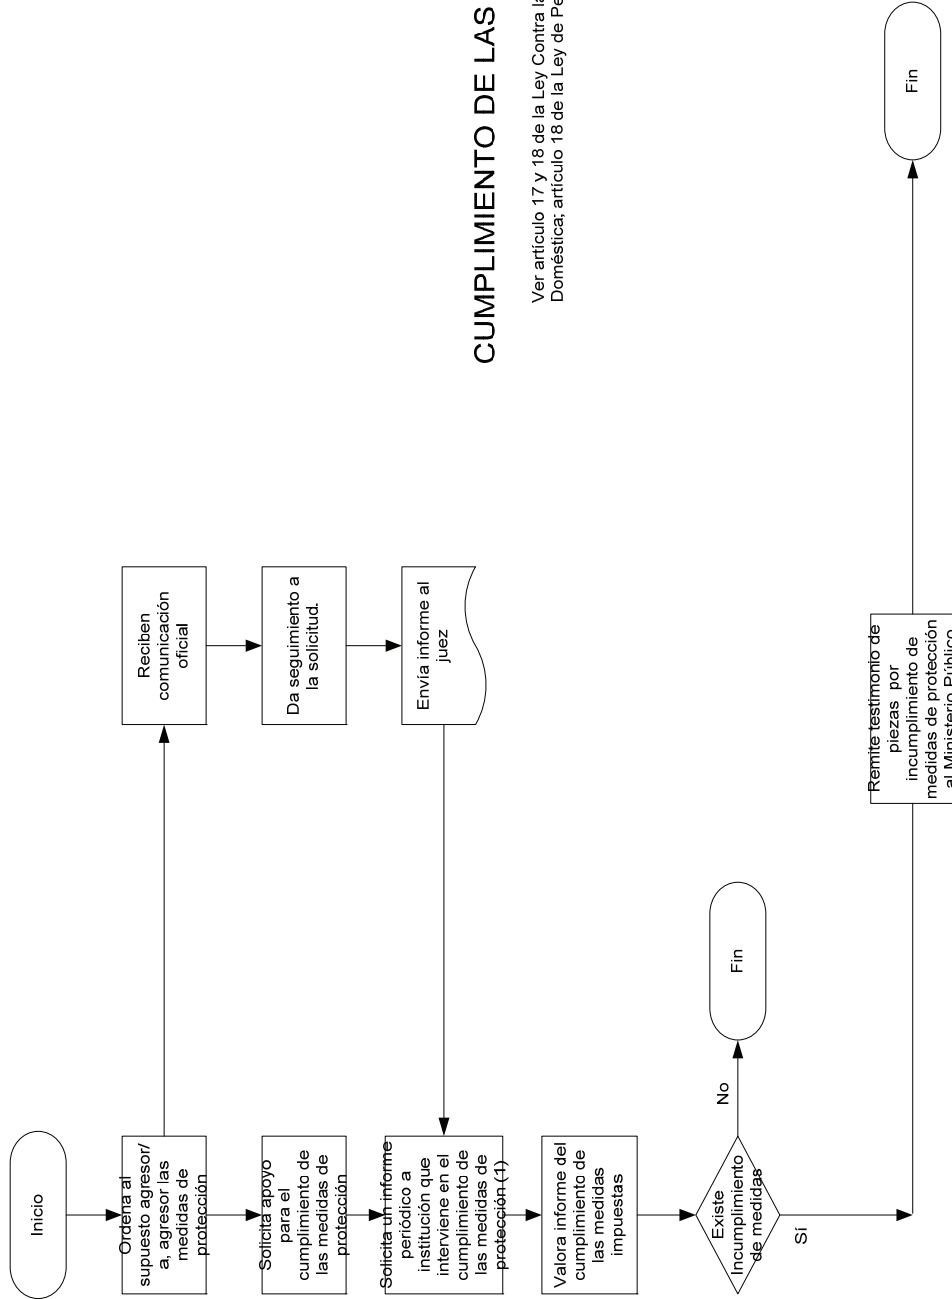 Inicio
Ordena al
supuesto agresor/
a, agresor las
medidas de
protección
Reciben
comunicación
oficial
Solicita apoyo
para el
cumplimiento de
las medidas de
protección
Da seguimiento a
la solicitud.
Solicita un informe
periódico a
institución que
interviene en el
cumplimiento de
las medidas de
protección (1)
Envía informe al
juez
CUMPLIMIENTO DE LAS
Ver artículo 17 y 18 de la Ley Contra la
Doméstica; artículo 18 de la Ley de Pe
Valora informe del
cumplimiento de
las medidas
impuestas
Existe
Incumplimiento
de medidas
No
Fin
Sí
Remite testimonio de
piezas por
incumplimiento de
medidas de protección
al Ministerio Público
Fin